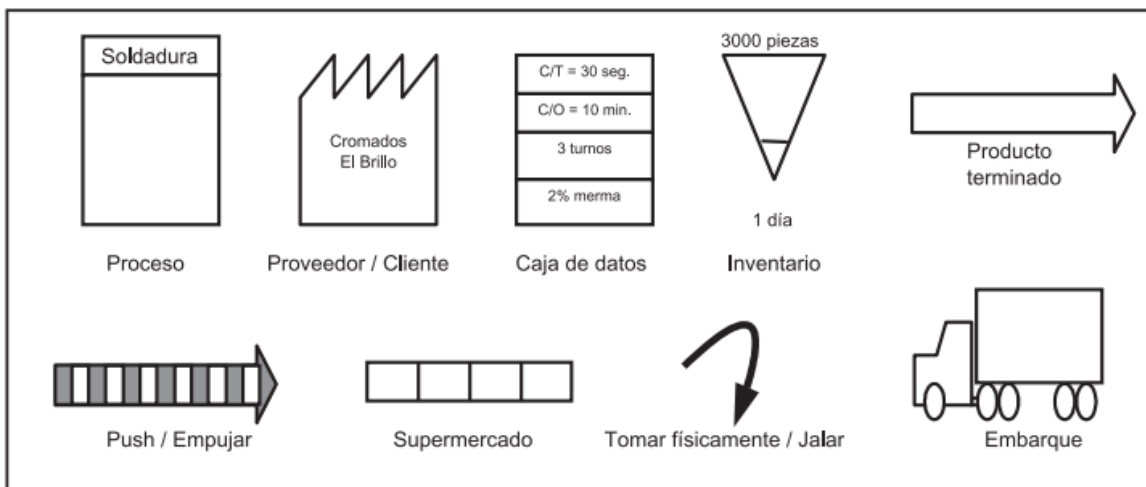 Soldadura
Cromados
El Brillo
C/T = 30 seg.
C/O = 10 min.
3 turnos
2% merma
3000 piezas
1 día
Producto
terminado
Proceso
Proveedor / Cliente
Caja de datos
Inventario
Push / Empujar
Supermercado
Tomar físicamente / Jalar
Embarque